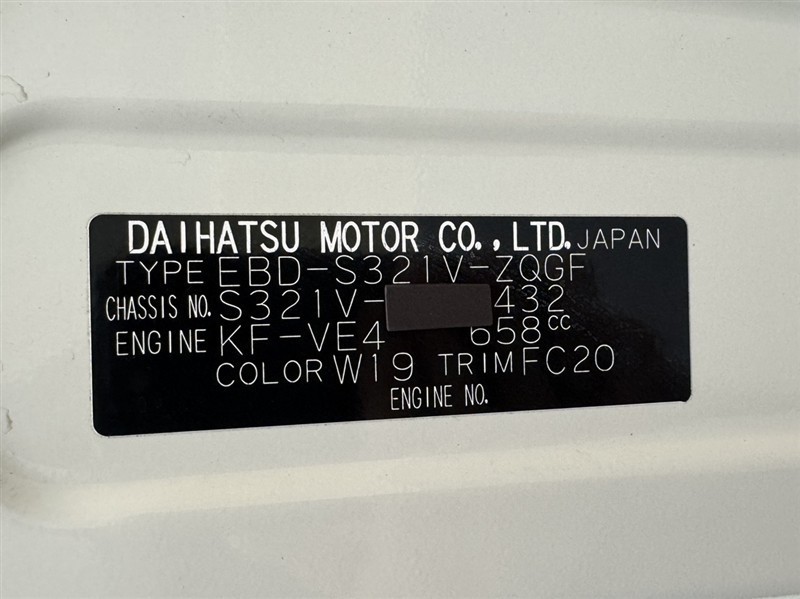 DAIHATSU MOTOR CO., LTD. JAPAN
TYPE EBD-S321V-ZQGF
CHASSIS NO. S321V- 432
ENGINE KF-VE4 658cc
COLOR W19 TRIM FC20
ENGINE NO.